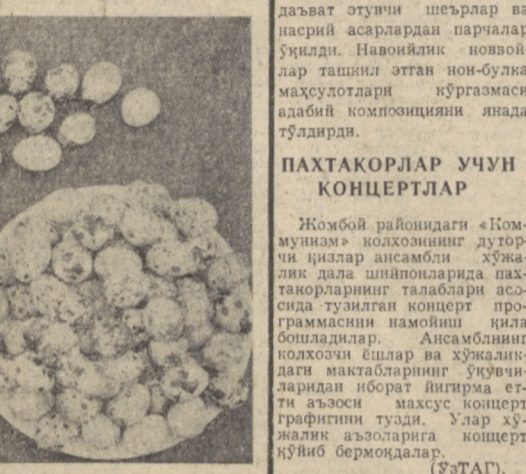 даъват этувчи шеърлар ва
насрий асарлардан парчалар
ўқилди. Навоийлик новвой-
лар ташкил этган нон-булка
маҳсулотлари кўргазмаси
адабий композицияни янада
тўлдирди.
ПАХТАКОРЛАР УЧУН
КОНЦЕРТЛАР
Жомбой районидаги «Ком-
мунизм» колхозининг дутор-
чи қизлар ансамбли хўжа-
лик дала шийпонларида пах-
такорларнинг талаблари асо-
сида тузилган концерт про-
граммасини намойиш қила
бошладилар. Ансамблнинг
колхозчи ёшлар ва хўжалик-
даги мактабларнинг ўқувчи-
ларидан иборат йигирма ет-
ти аъзоси махсус концерт
графигини тузди. Улар хў-
жалик аъзоларига концерт
қўйиб бермоқдалар.
(ЎзТАГ).